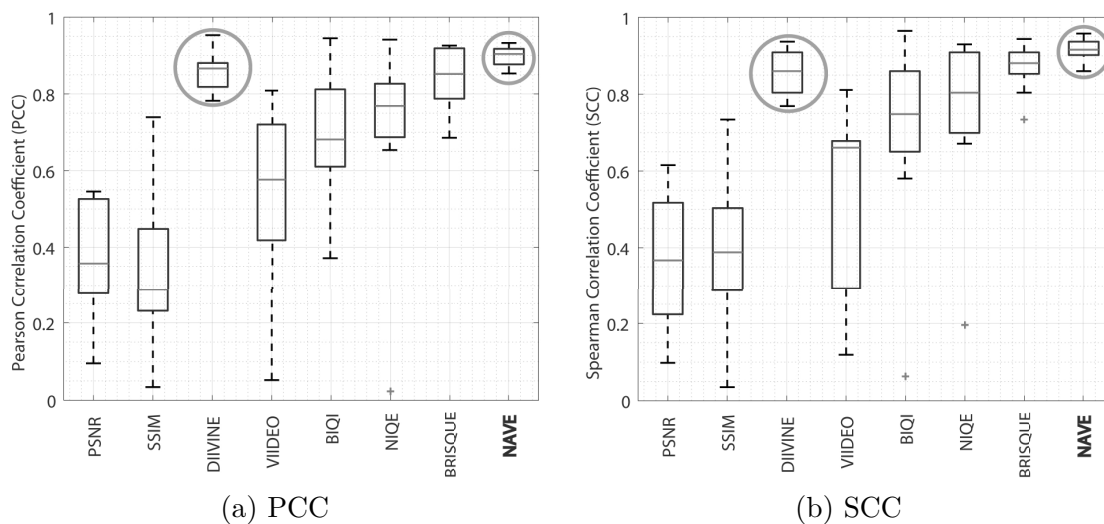 Pearson Correlation Coefficient (PCC)
1
0.8
0.6
0.4
0.2
0
PSNR
SSIM
DIIVINE
VIIDEO
BIQI
NIQE
BRISQUE
NAVE
(a) PCC
Spearman Correlation Coefficient (SCC)
1
0.8
0.6
0.4
0.2
0
PSNR
SSIM
DIIVINE
VIIDEO
BIQI
NIQE
BRISQUE
NAVE
(b) SCC